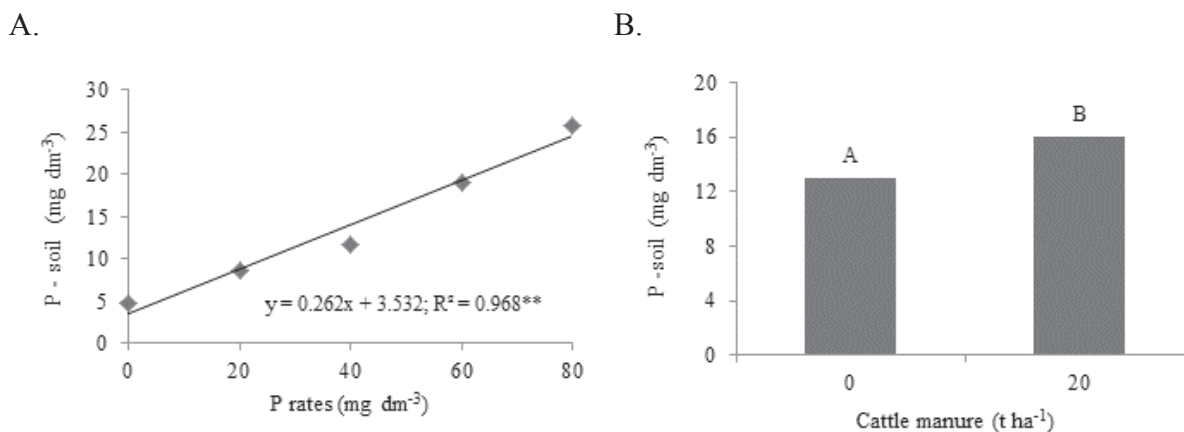 A.
P - soil (mg dm⁻³)
30
25
20
15
10
5
0
y = 0.262x + 3.532; R² = 0.968**
0 20 40 60 80
P rates (mg dm⁻³)
B.
P - soil (mg dm⁻³)
20
16
12
8
4
0
A
B
0 20
Cattle manure (t ha⁻¹)